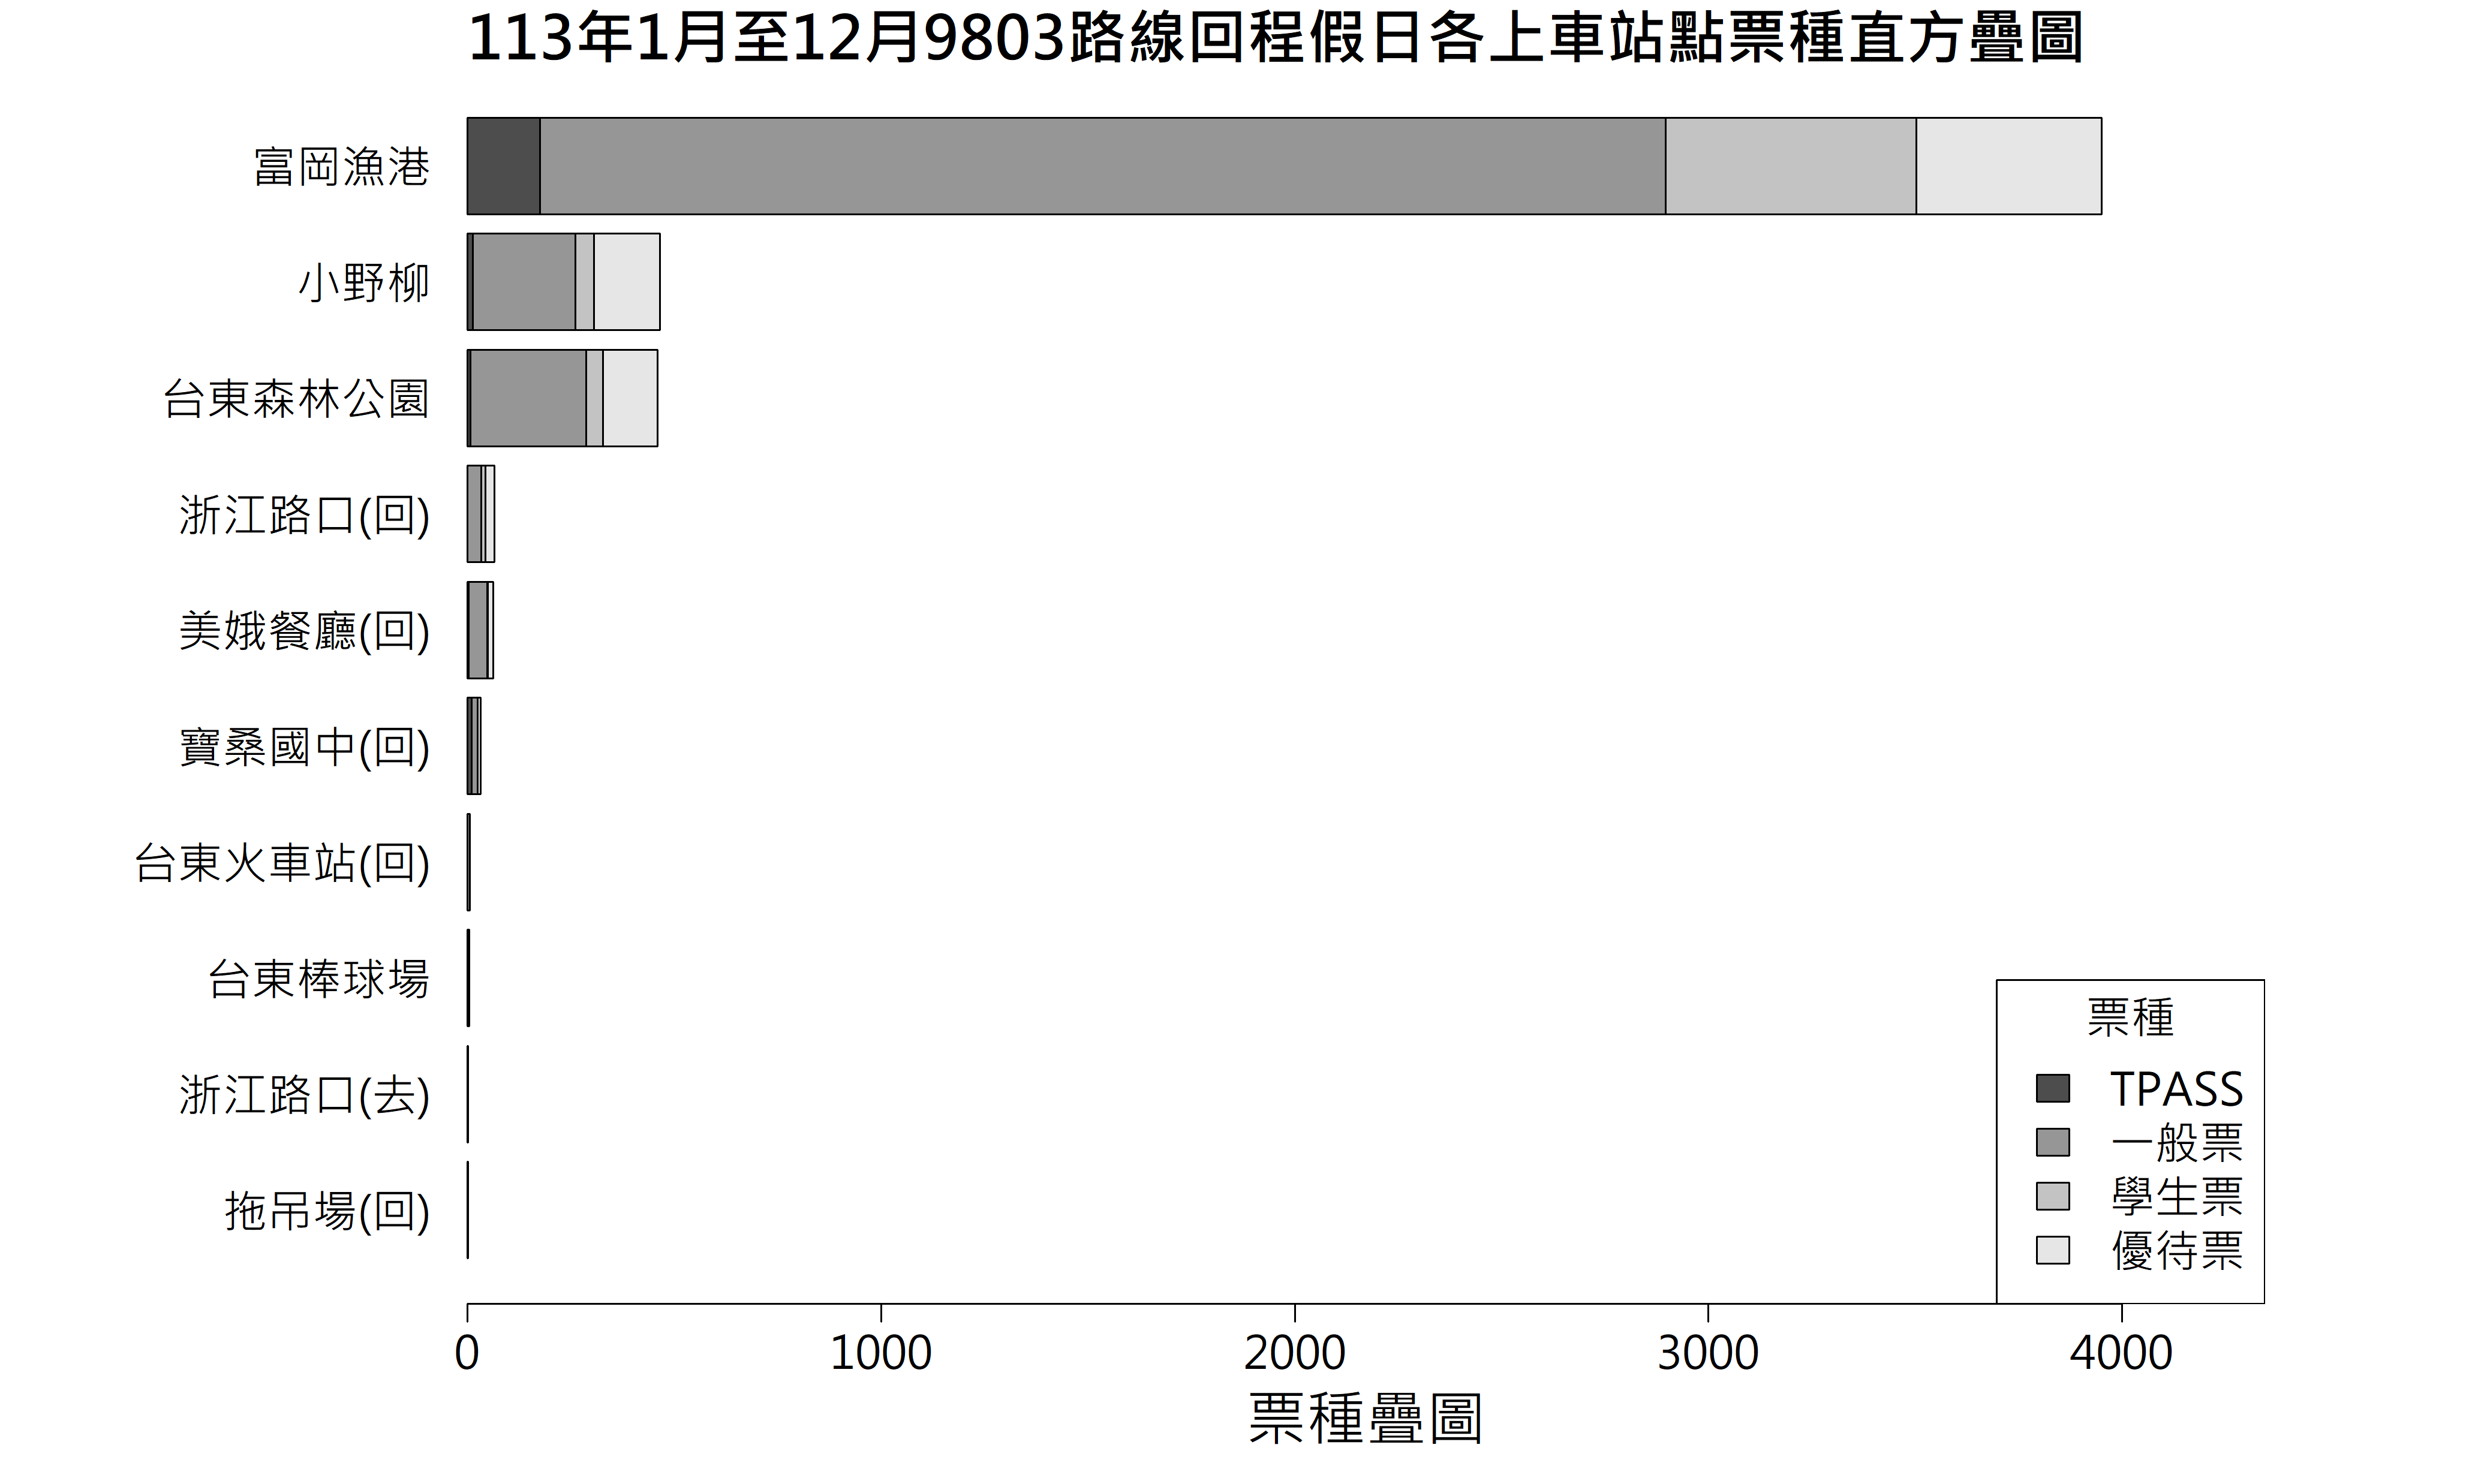 113年1月至12月9803路線回程假日各上車站點票種直方疊圖
富岡漁港
小野柳
台東森林公園
浙江路口(回)
美娥餐廳(回)
寶桑國中(回)
台東火車站(回)
台東棒球場
浙江路口(去)
拖吊場(回)
票種
TPASS
一般票
學生票
優待票
0 1000 2000 3000 4000
票種疊圖